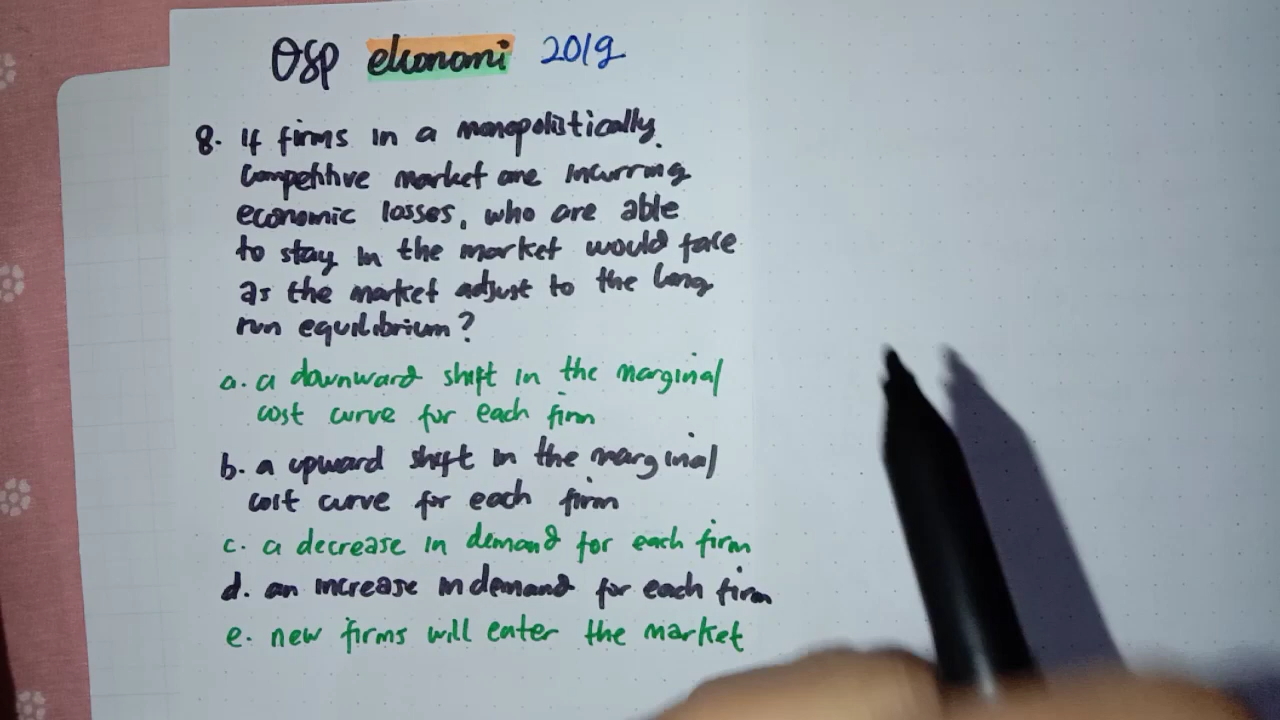 OSP ekonomi 2019
8. If firms in a monopolistically
competitive market are incurring
economic losses, who are able
to stay in the market would face
as the market adjust to the long
run equilibrium?
a. a downward shift in the marginal
cost curve for each firm
b. a upward shift in the marginal
cost curve for each firm
c. a decrease in demand for each firm
d. an increase in demand for each firm
e. new firms will enter the market